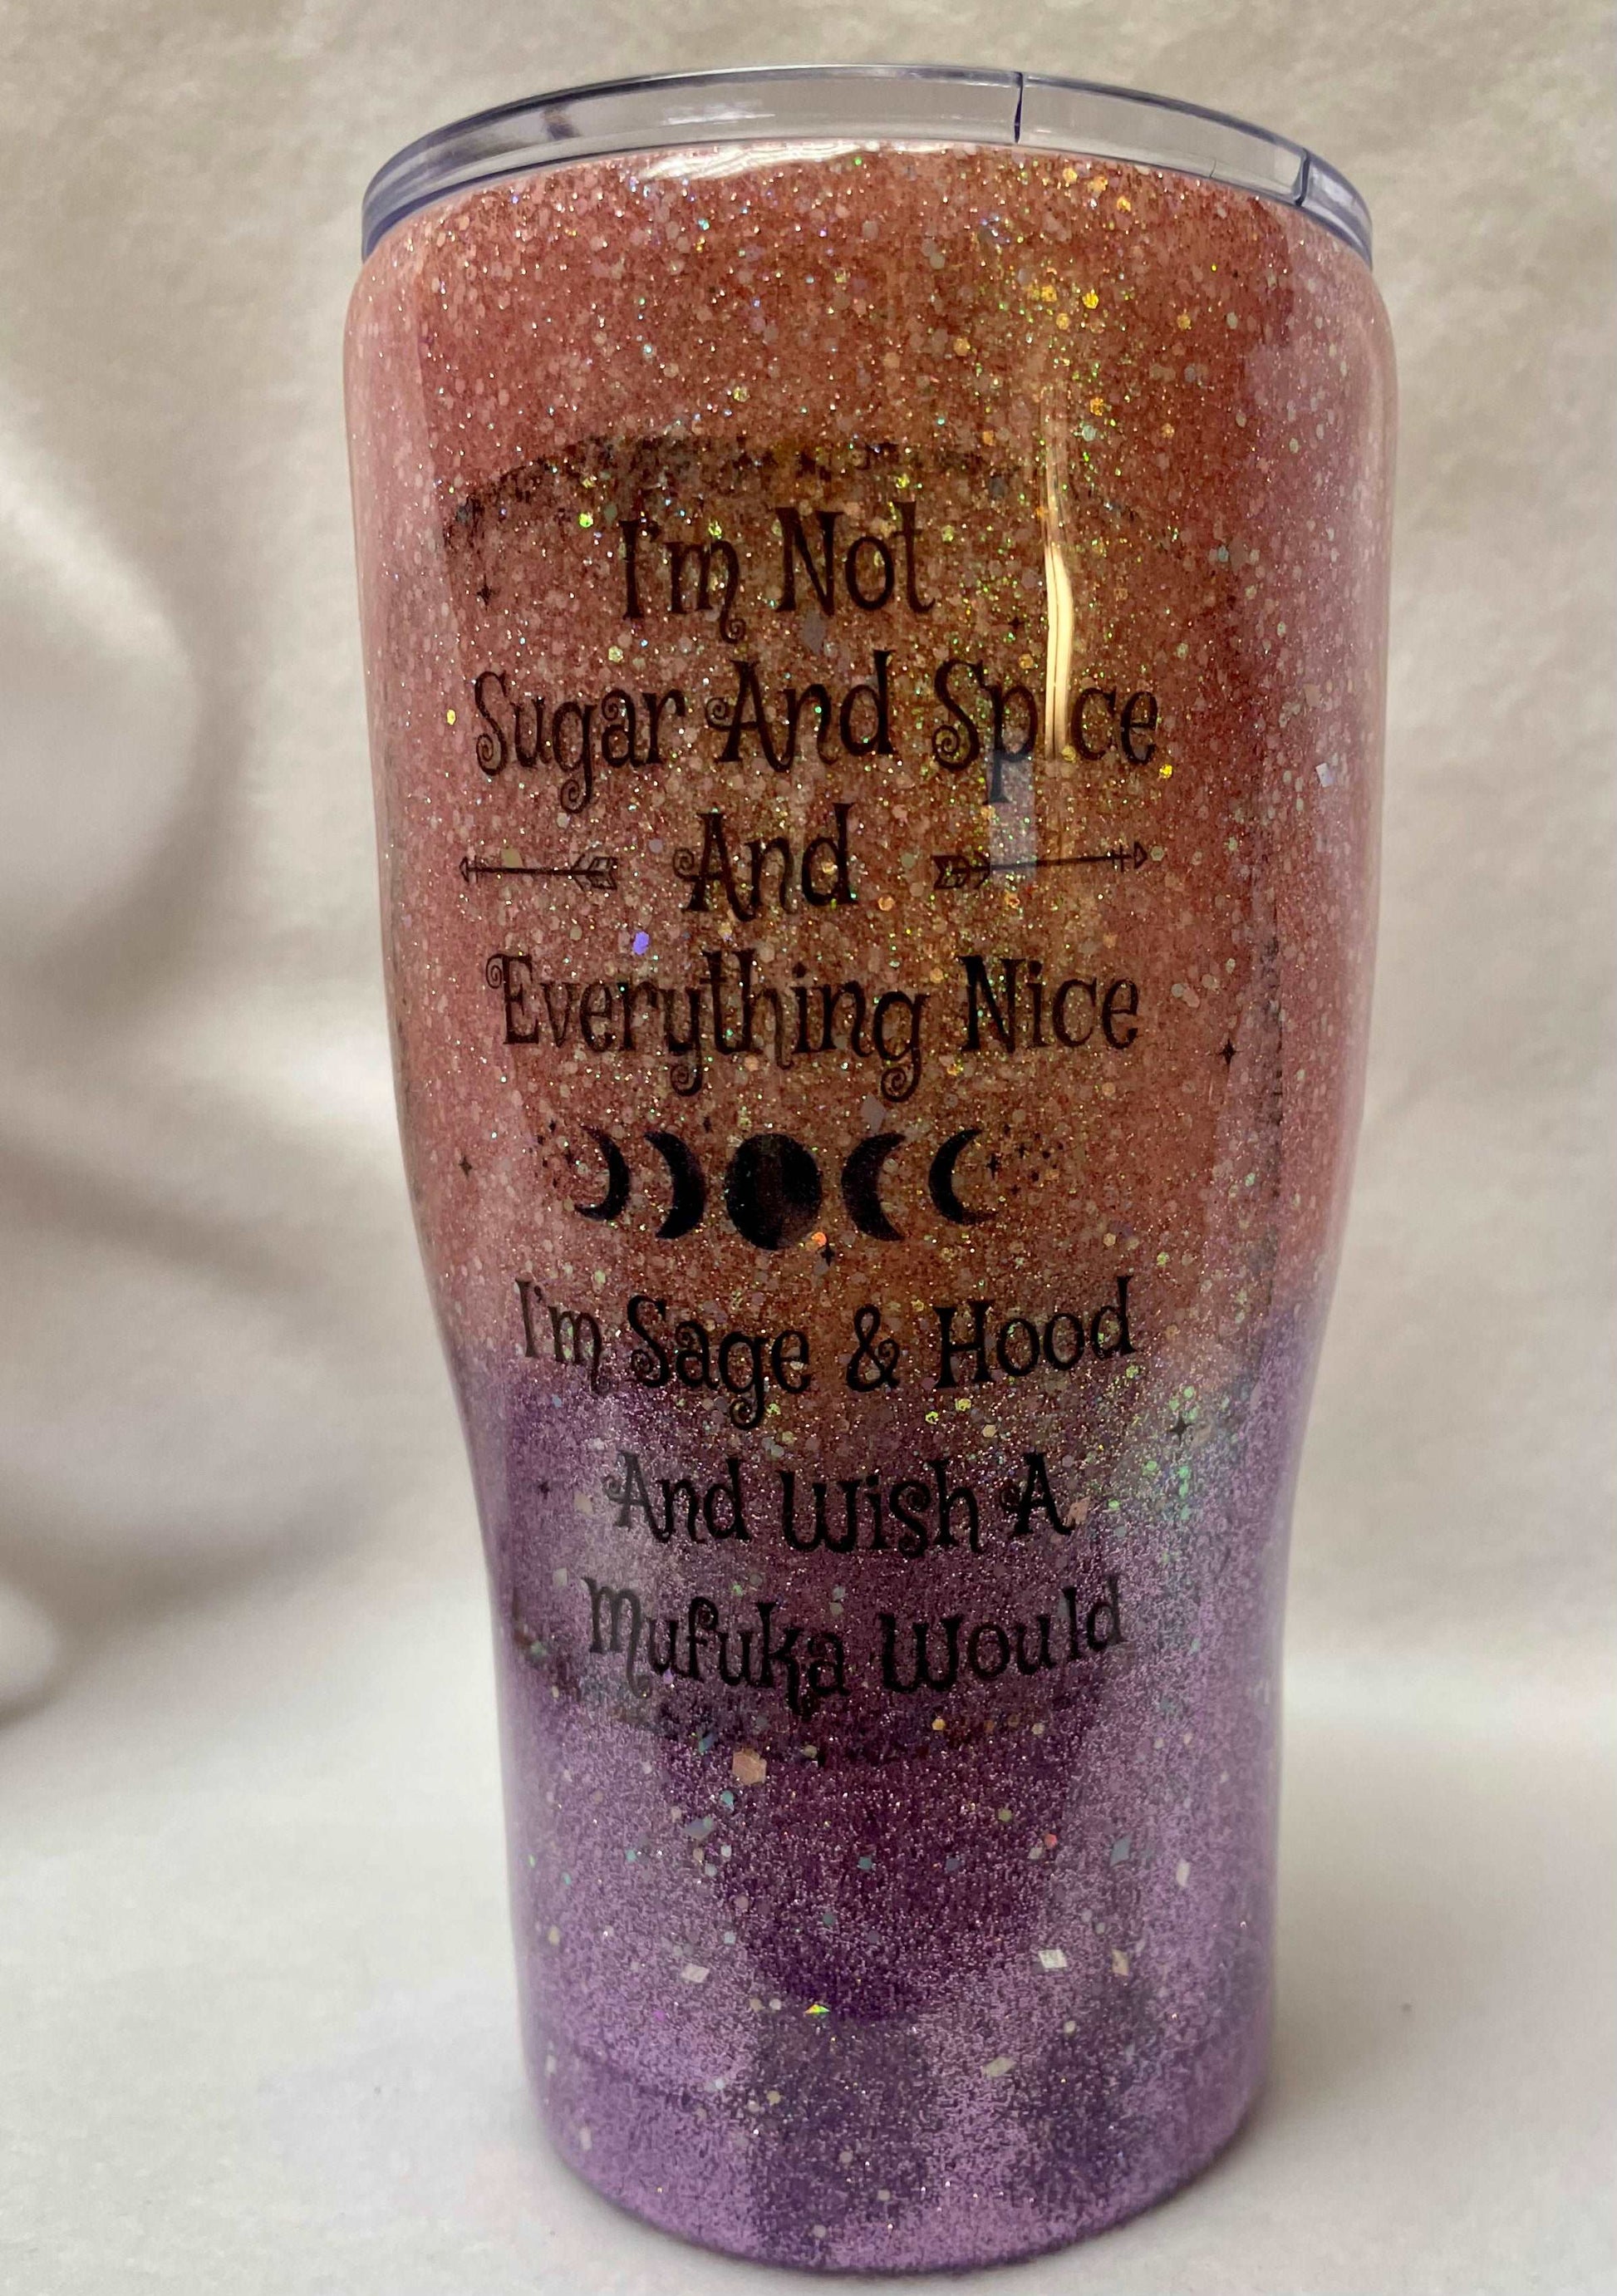 I'm Not
Sugar And Spice
And
Everything Nice
I'm Sage & Hood
And Wish A
Mufuka Would